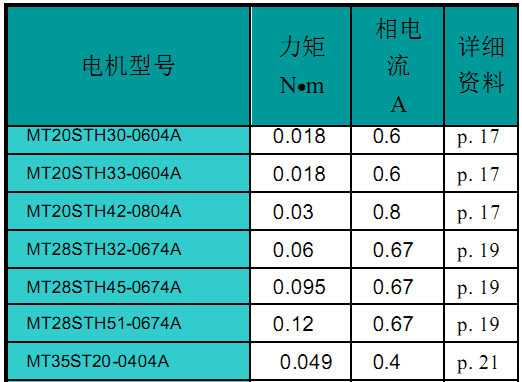 电机型号 力矩 N•m 相电流 A 详细资料
MT20STH30-0604A 0.018 0.6 p. 17
MT20STH33-0604A 0.018 0.6 p. 17
MT20STH42-0804A 0.03 0.8 p. 17
MT28STH32-0674A 0.06 0.67 p. 19
MT28STH45-0674A 0.095 0.67 p. 19
MT28STH51-0674A 0.12 0.67 p. 19
MT35ST20-0404A 0.049 0.4 p. 21